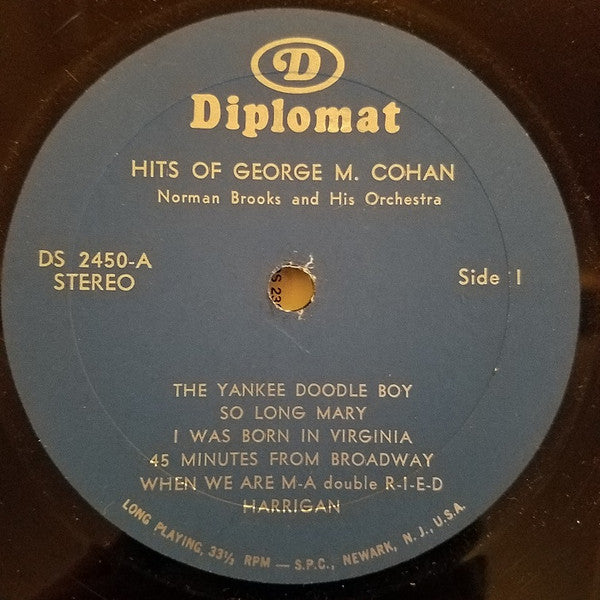 D
Diplomat
HITS OF GEORGE M. COHAN
Norman Brooks and His Orchestra
DS 2450-A
STEREO
Side 1
THE YANKEE DOODLE BOY
SO LONG MARY
I WAS BORN IN VIRGINIA
45 MINUTES FROM BROADWAY
WHEN WE ARE M-A double R-I-E-D
HARRIGAN
LONG PLAYING, 33⅓ RPM — S.P.C., NEWARK, N. J., U.S.A.